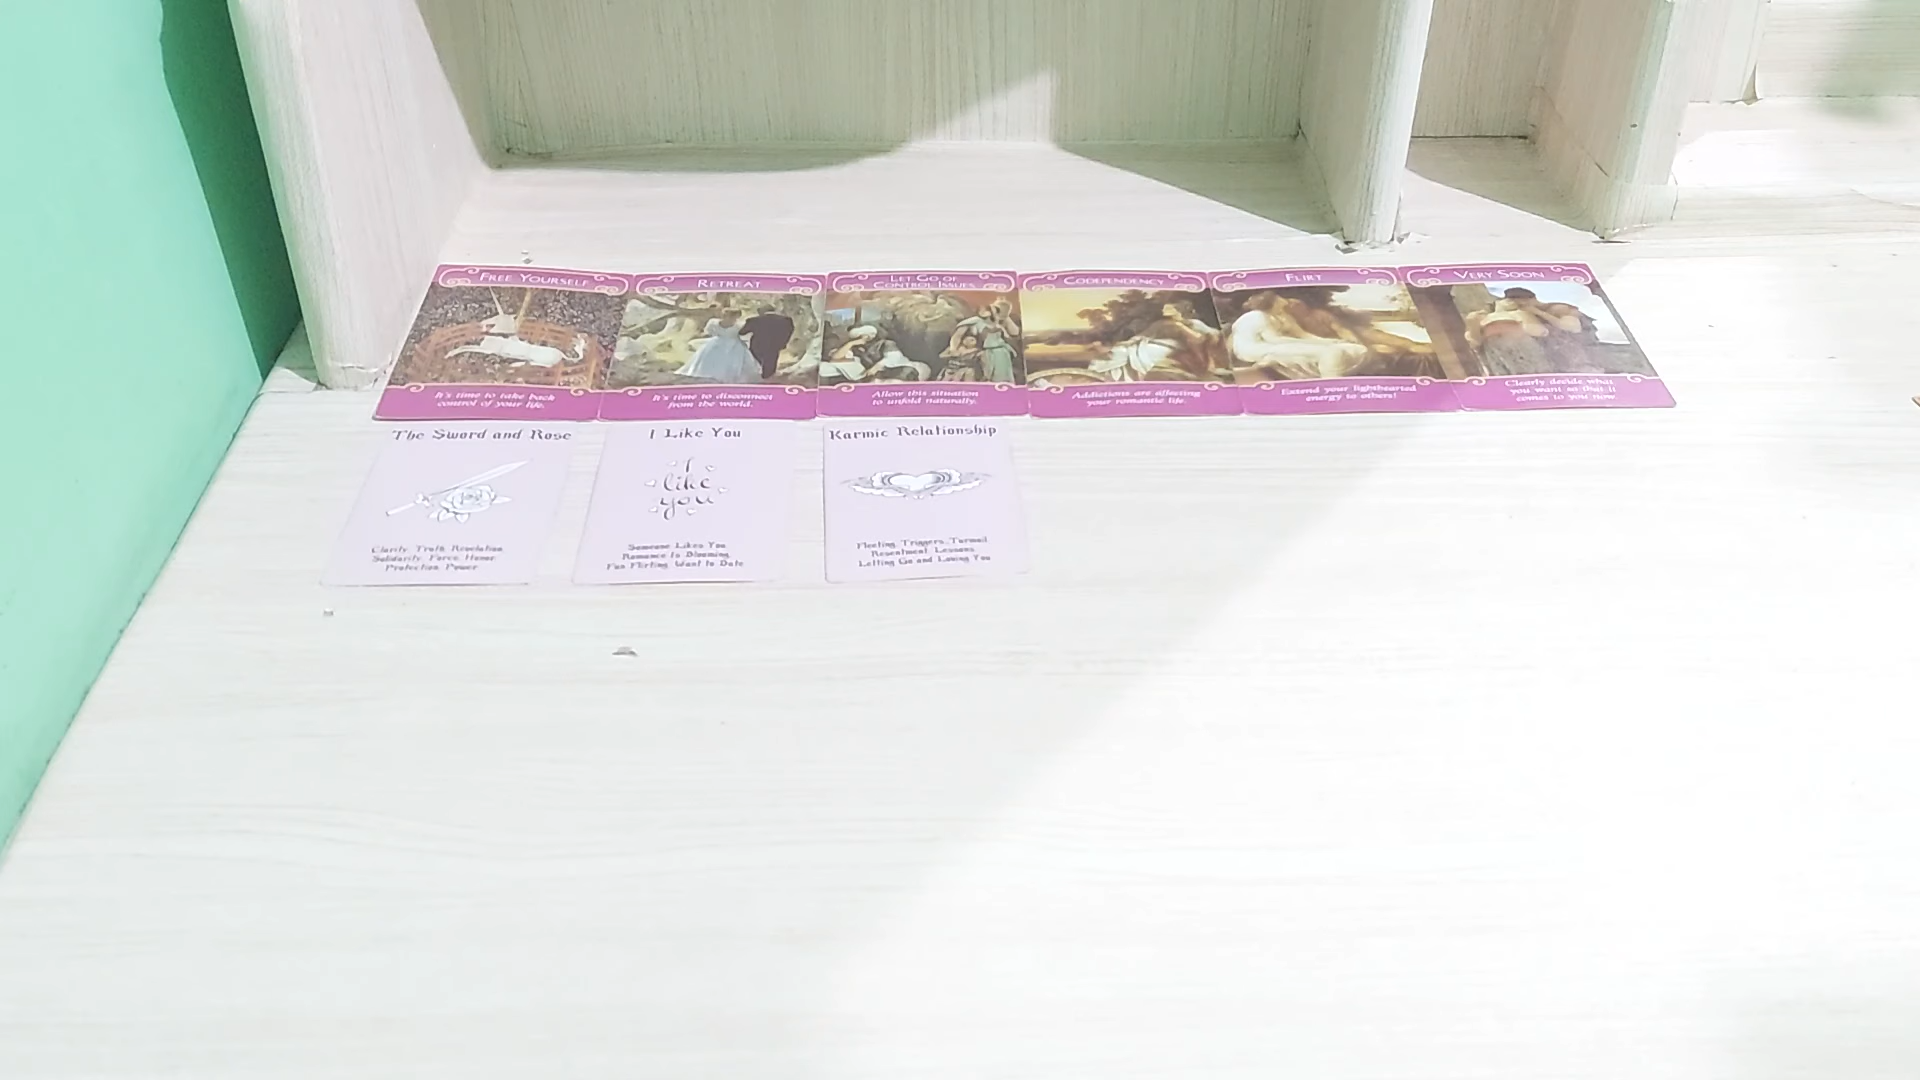 FREE YOURSELF
It's time to take back
control of your life.
RETREAT
It's time to disconnect
from the world.
LET GO OF
CONTROL ISSUES
Allow this situation
to unfold naturally.
CODEPENDENCY
Addictions are affecting
your romantic life.
FLIRT
Extend your lighthearted
energy to others!
VERY SOON
Clearly decide what
you want so that it
comes to you now
The Sword and Rose
Clarity Truth Revelation
Solidarity Force Honor
Protection Power
I Like You
I
like
you
Someone Likes You
Romance Is Blooming
Fun Flirting Want to Date
Karmic Relationship
Fleeting Triggers Turmoil
Resentment Lessons
Letting Go and Loving You